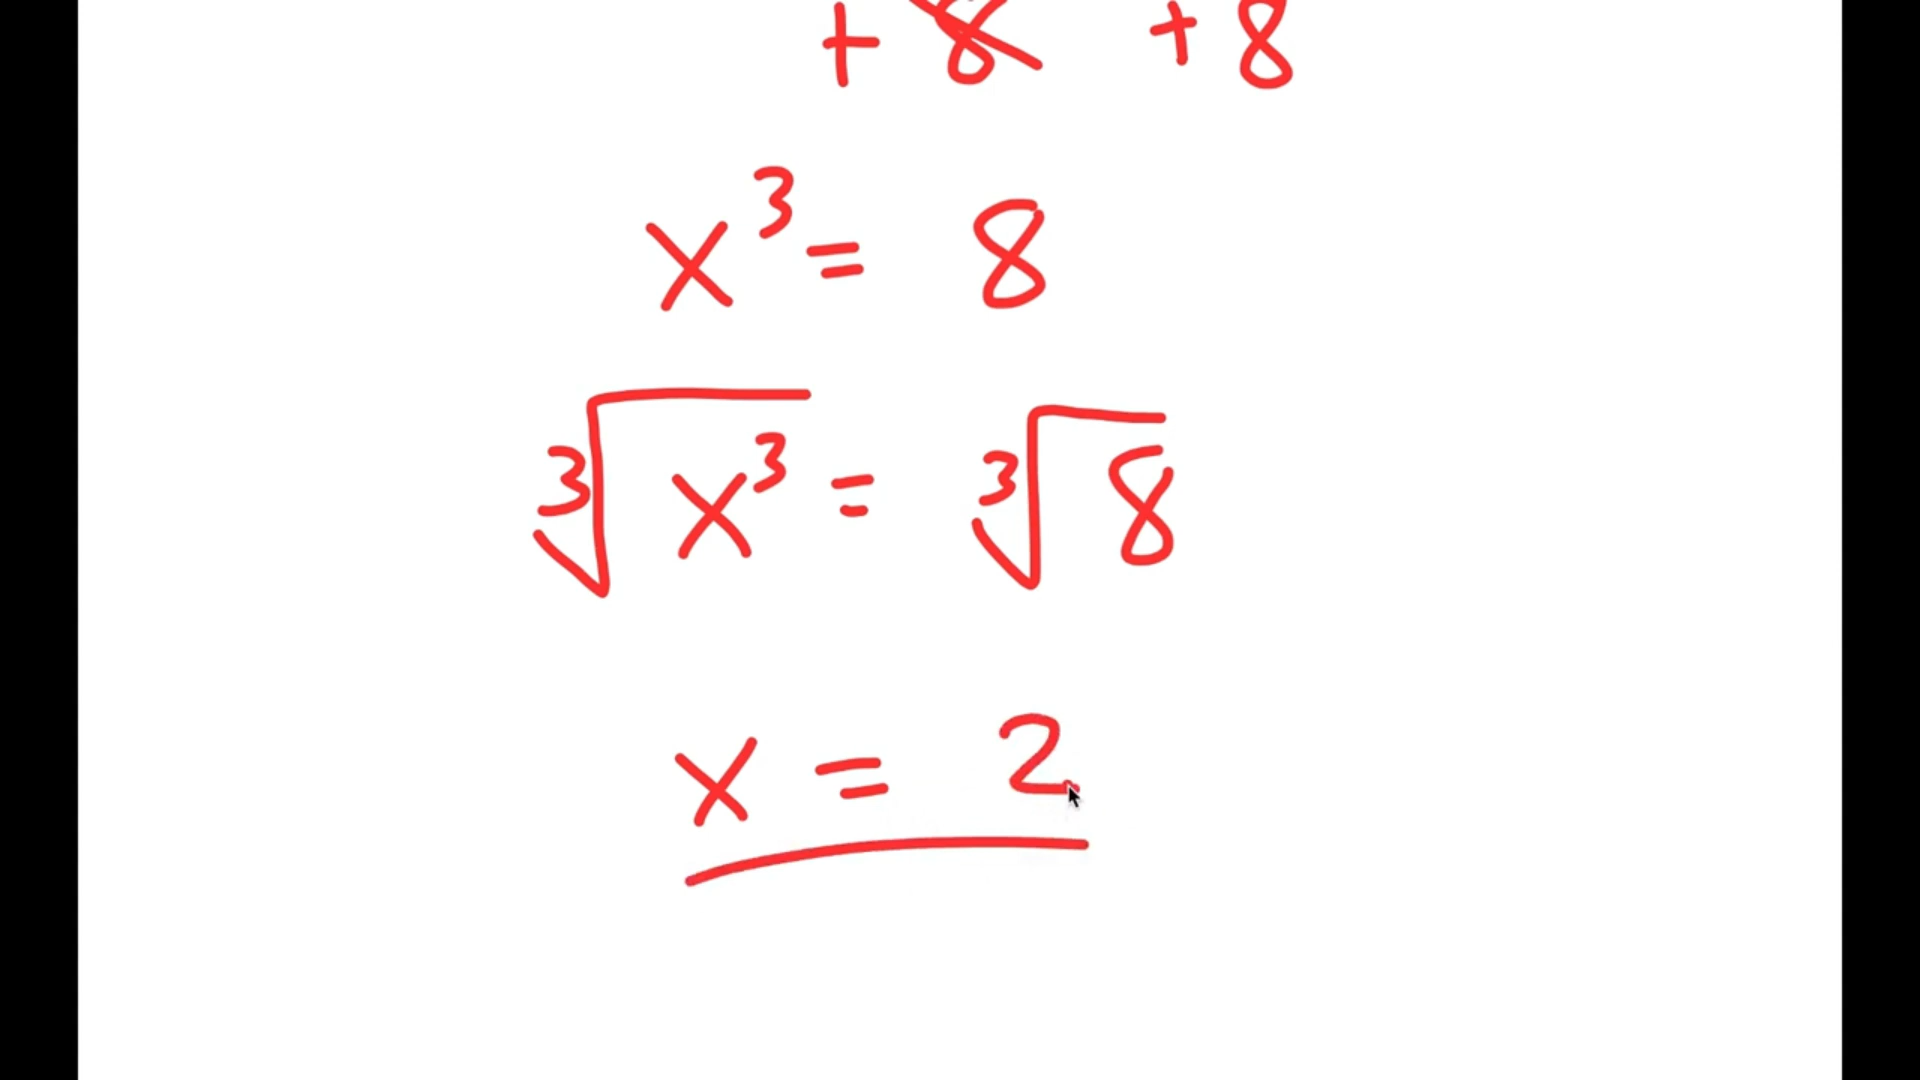 + 8 + 8
x³ = 8
∛x³ = ∛8
x = 2